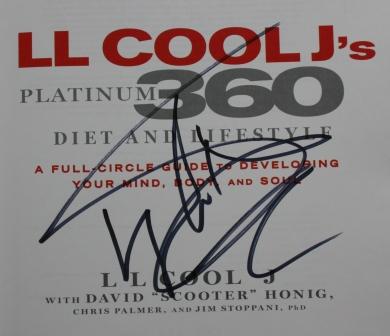 LL COOL J's
PLATINUM 360
DIET AND LIFESTYLE
A FULL-CIRCLE GUIDE TO DEVELOPING
YOUR MIND, BODY, AND SOUL
LL COOL J
WITH DAVID "SCOOTER" HONIG,
CHRIS PALMER, AND JIM STOPPANI, PhD